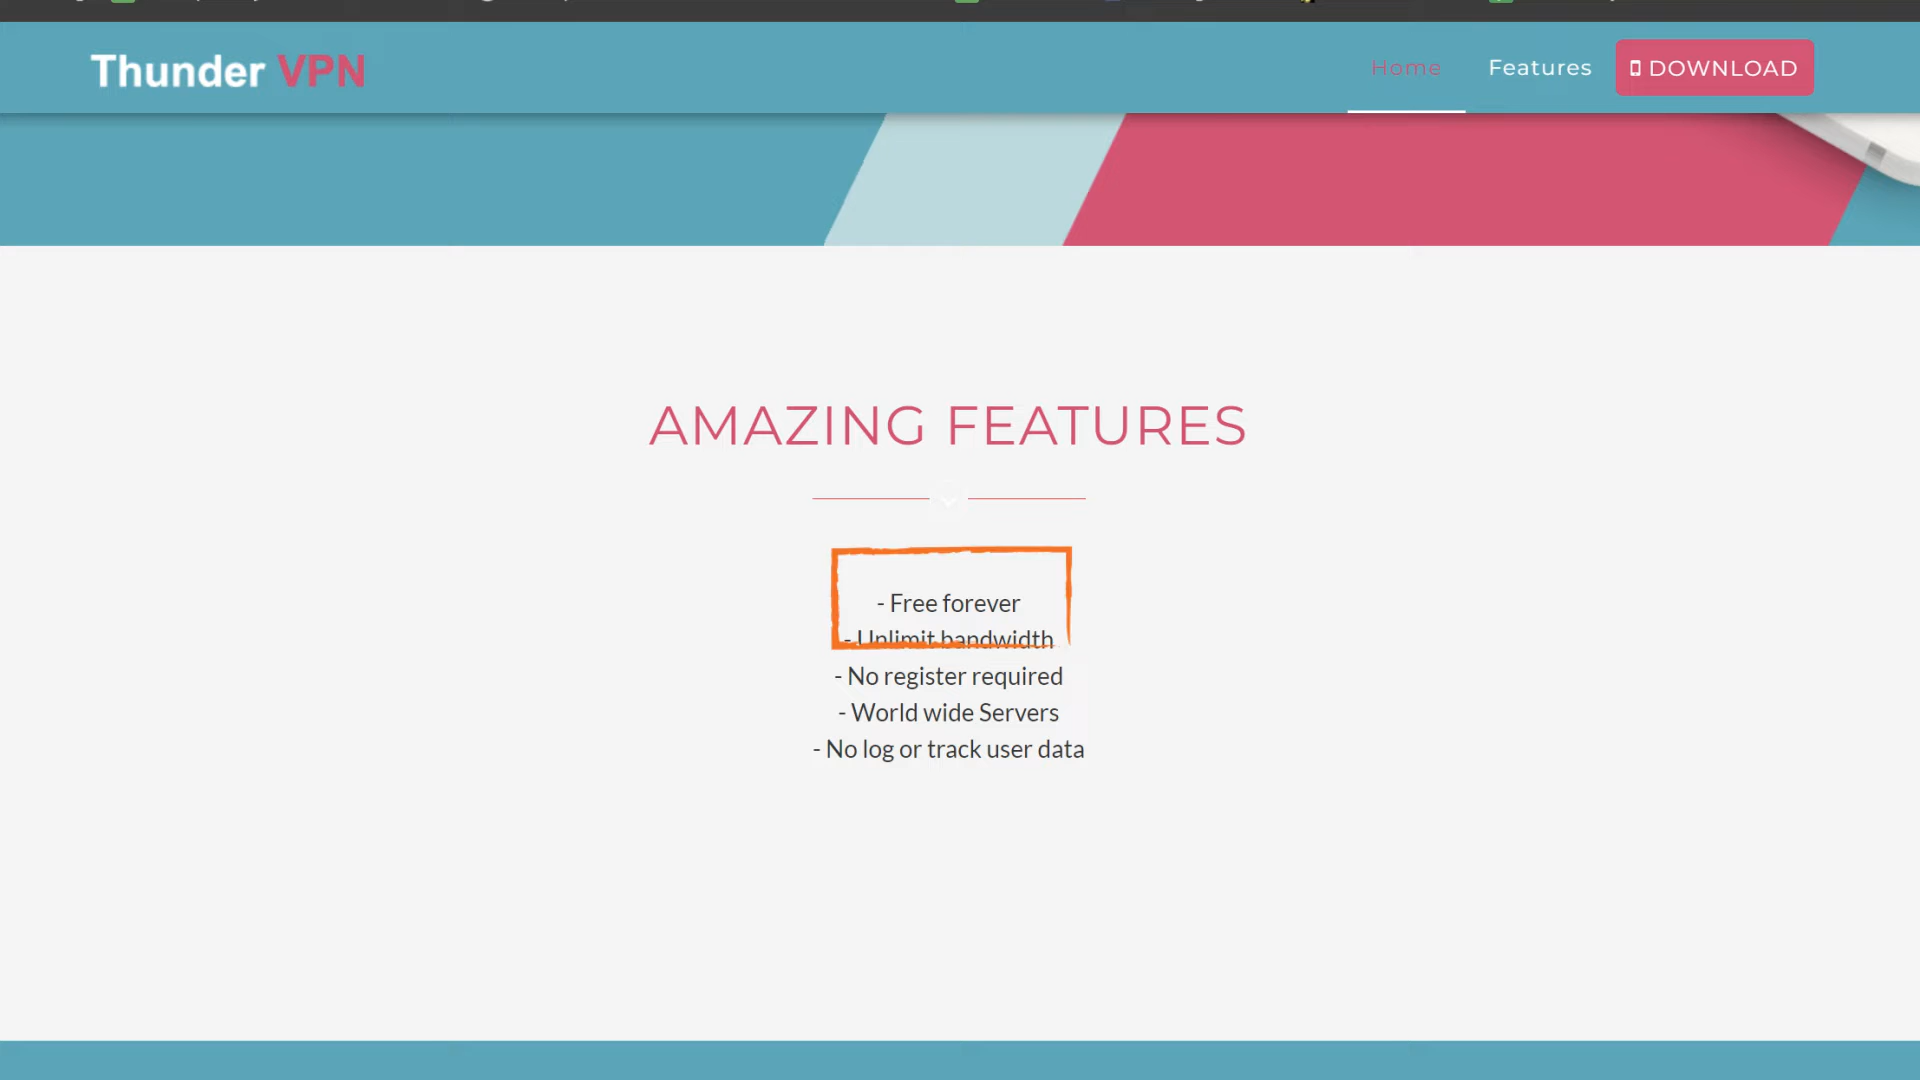 Thunder VPN
Home
Features
DOWNLOAD
AMAZING FEATURES
- Free forever
- Unlimit bandwidth
- No register required
- World wide Servers
- No log or track user data